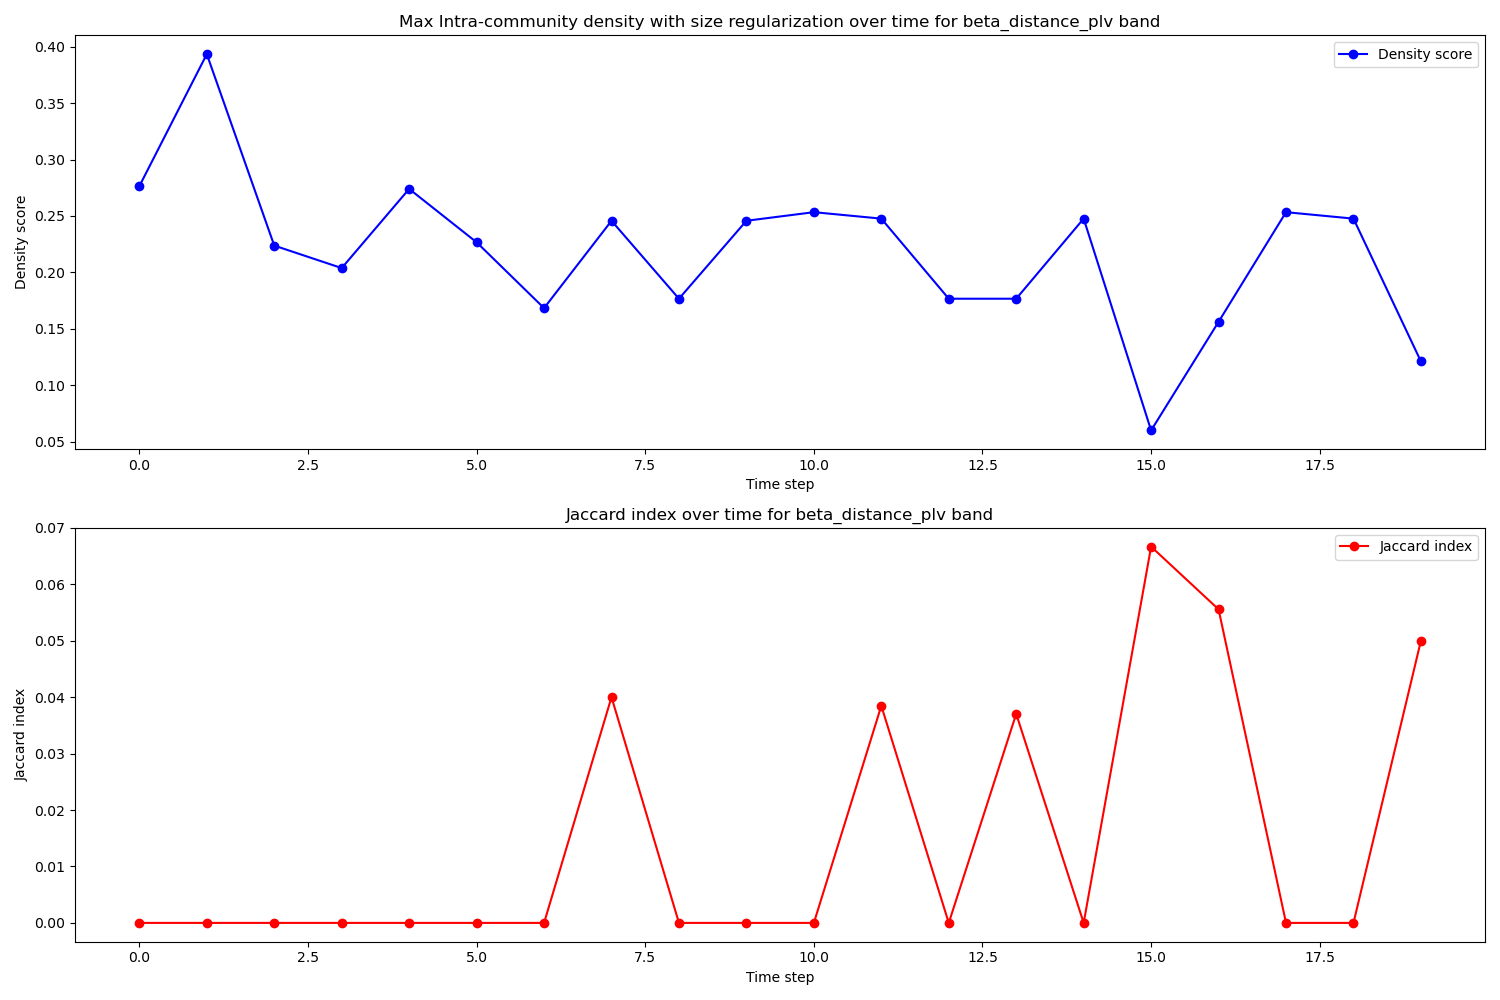 Max Intra-community density with size regularization over time for beta_distance_plv band
Density score
0.40
0.35
0.30
0.25
0.20
0.15
0.10
0.05
Density score
0.0 2.5 5.0 7.5 10.0 12.5 15.0 17.5
Time step
Jaccard index over time for beta_distance_plv band
Jaccard index
0.07
0.06
0.05
0.04
0.03
0.02
0.01
0.00
Jaccard index
0.0 2.5 5.0 7.5 10.0 12.5 15.0 17.5
Time step